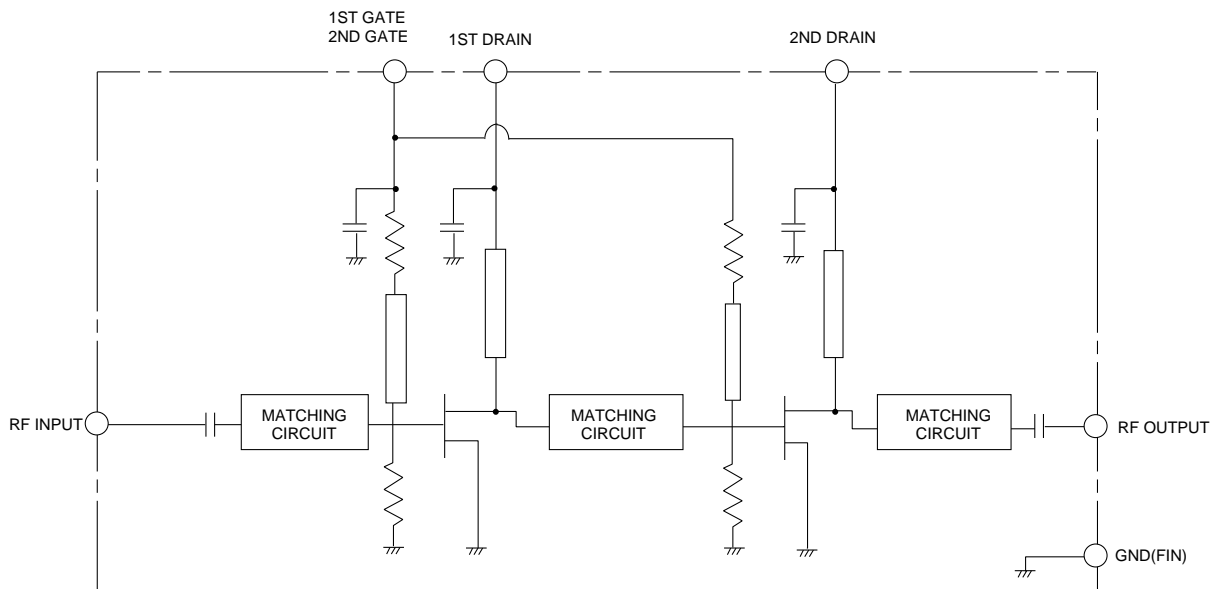 1ST GATE
2ND GATE
1ST DRAIN
2ND DRAIN
RF INPUT
MATCHING
CIRCUIT
MATCHING
CIRCUIT
MATCHING
CIRCUIT
RF OUTPUT
GND(FIN)